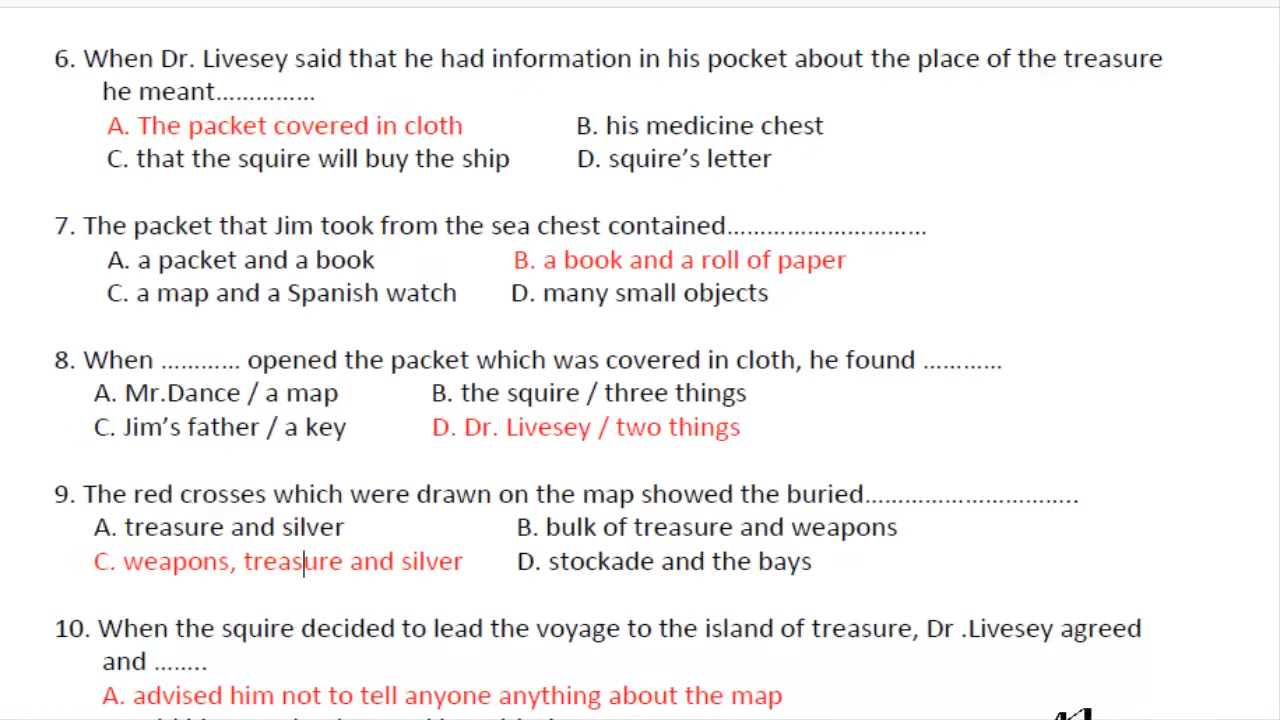 6. When Dr. Livesey said that he had information in his pocket about the place of the treasure
he meant……………
A. The packet covered in cloth B. his medicine chest
C. that the squire will buy the ship D. squire’s letter
7. The packet that Jim took from the sea chest contained…………………………
A. a packet and a book B. a book and a roll of paper
C. a map and a Spanish watch D. many small objects
8. When ………… opened the packet which was covered in cloth, he found …………
A. Mr.Dance / a map B. the squire / three things
C. Jim’s father / a key D. Dr. Livesey / two things
9. The red crosses which were drawn on the map showed the buried…………………………..
A. treasure and silver B. bulk of treasure and weapons
C. weapons, treasure and silver D. stockade and the bays
10. When the squire decided to lead the voyage to the island of treasure, Dr .Livesey agreed
and ……..
A. advised him not to tell anyone anything about the map